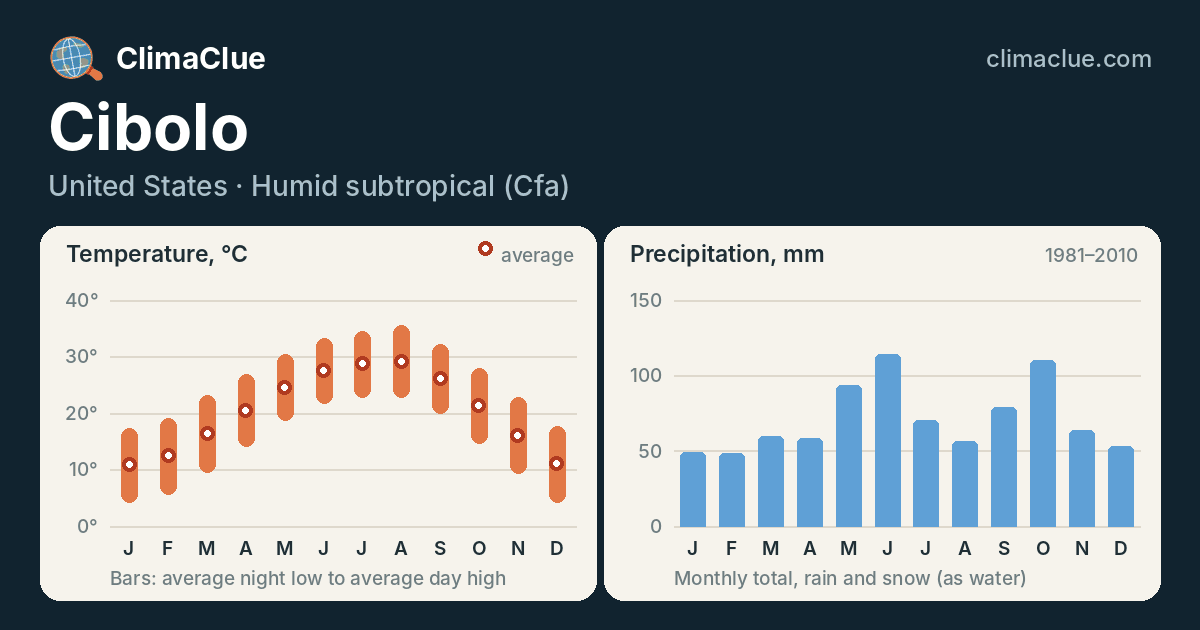 ClimaClue
climaclue.com
Cibolo
United States · Humid subtropical (Cfa)
Temperature, °C
average
40°
30°
20°
10°
0°
J F M A M J J A S O N D
Bars: average night low to average day high
Precipitation, mm
1981–2010
150
100
50
0
J F M A M J J A S O N D
Monthly total, rain and snow (as water)